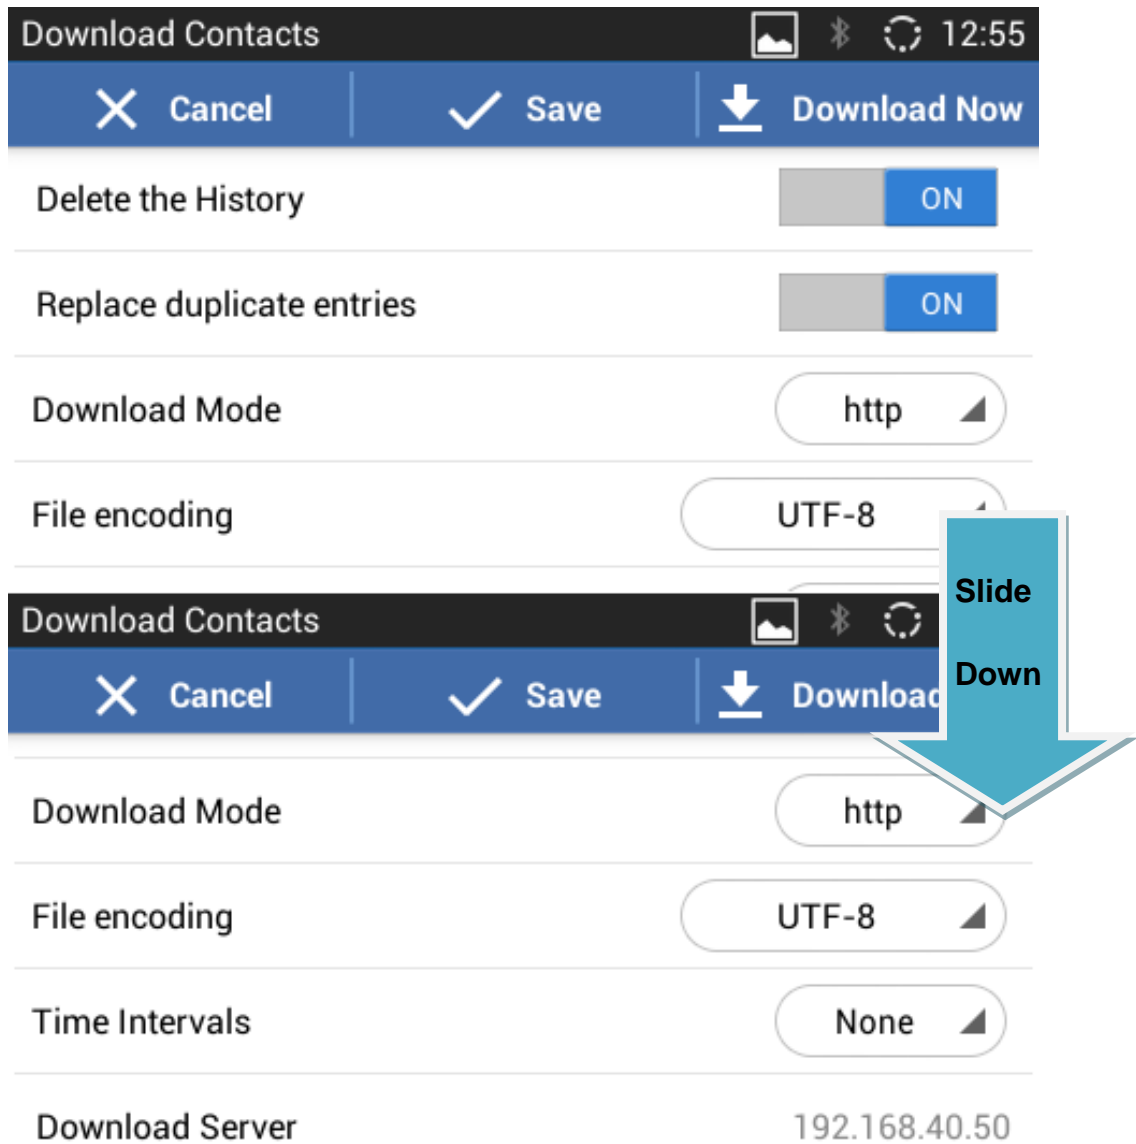 Download Contacts 12:55
Cancel Save Download Now
Delete the History ON
Replace duplicate entries ON
Download Mode http
File encoding UTF-8
Slide
Down
Download Contacts
Cancel Save Download
Download Mode http
File encoding UTF-8
Time Intervals None
Download Server 192.168.40.50